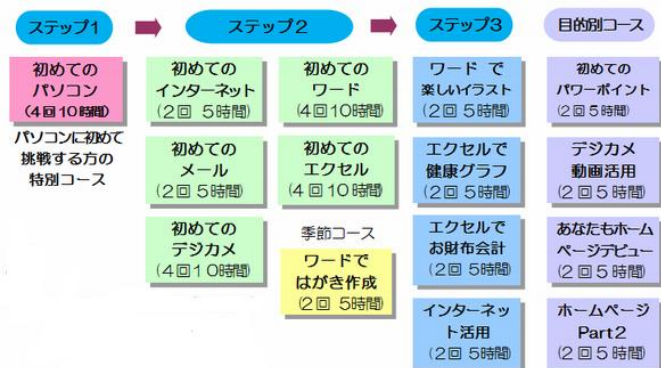 ステップ1
初めての
パソコン
(4回10時間)
パソコンに初めて
挑戦する方の
特別コース
ステップ2
初めての
インターネット
(2回 5時間)
初めての
メール
(2回 5時間)
初めての
デジカメ
(4回10時間)
初めての
ワード
(4回10時間)
初めての
エクセル
(4回10時間)
季節コース
ワードで
はがき作成
(2回 5時間)
ステップ3
ワード で
楽しいイラスト
(2回 5時間)
エクセルで
健康グラフ
(2回 5時間)
エクセルで
お財布会計
(2回 5時間)
インターネッ
ト活用
(2回 5時間)
目的別コース
初めての
パワーポイント
(2回5時間)
デジカメ
動画活用
(2回5時間)
あなたもホーム
ページデビュー
(2回5時間)
ホームページ
Part2
(2回5時間)